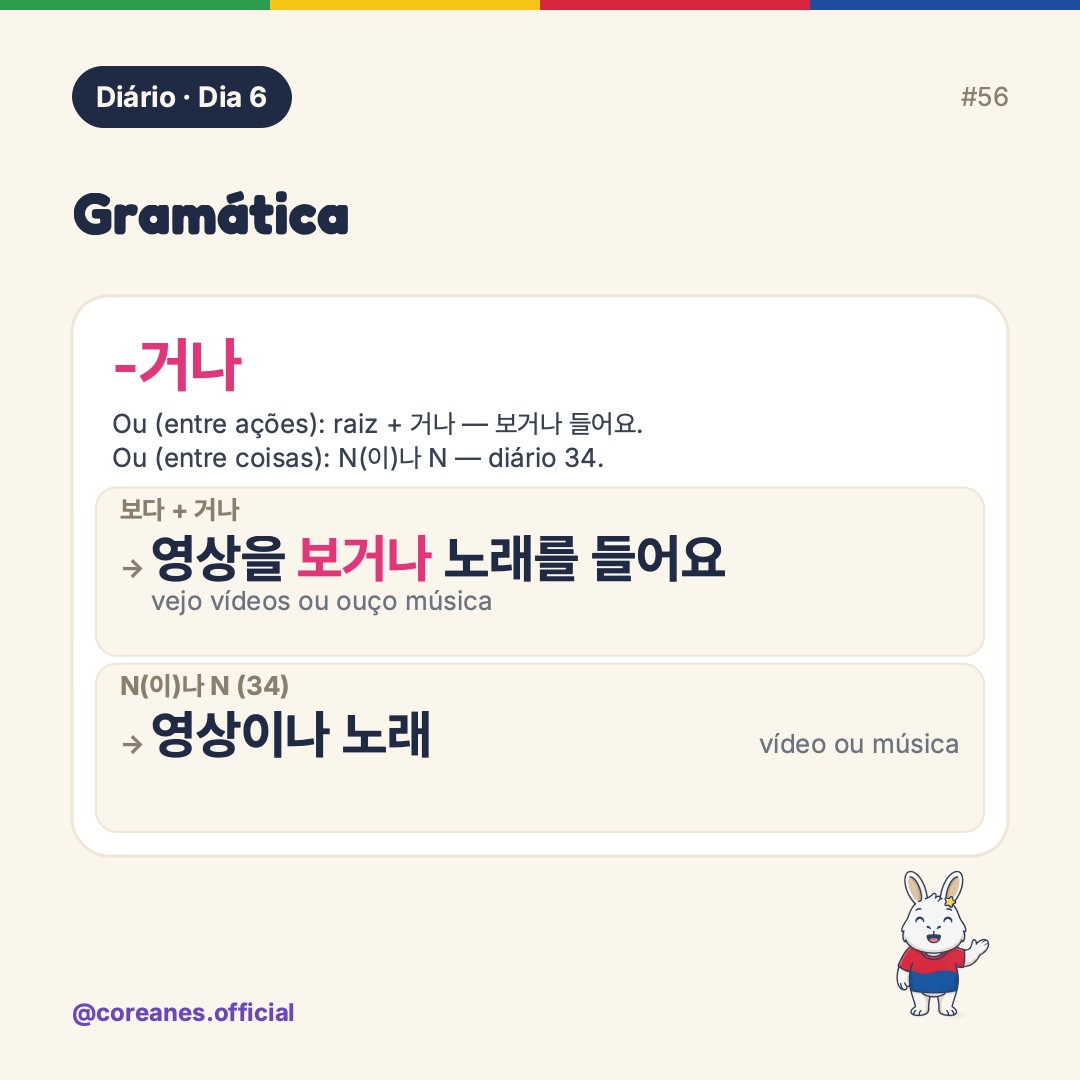 Diário · Dia 6
#56
Gramática
-거나
Ou (entre ações): raiz + 거나 — 보거나 들어요.
Ou (entre coisas): N(이)나 N — diário 34.
보다 + 거나
→ 영상을 보거나 노래를 들어요
vejo vídeos ou ouço música
N(이)나 N (34)
→ 영상이나 노래
vídeo ou música
@coreanes.official